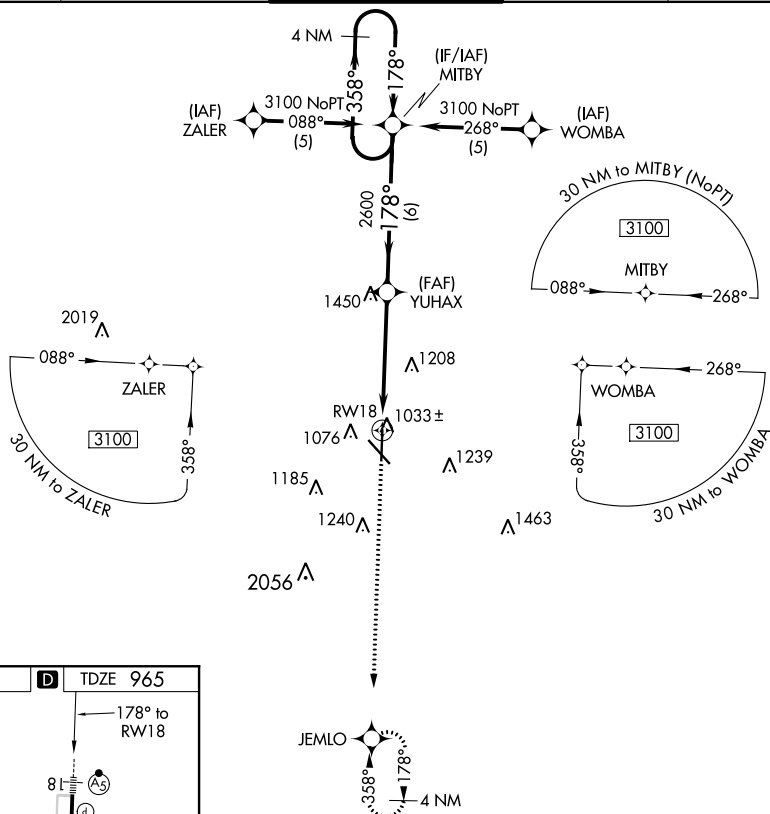 4 NM
358°
178°
(IF/IAF)
MITBY
(IAF)
ZALER
3100 NoPT
088°
(5)
3100 NoPT
268°
(5)
(IAF)
WOMBA
2600
178°
(6)
30 NM to MITBY (NoPT)
3100
MITBY
088°
268°
1450
(FAF)
YUHAX
2019
088°
ZALER
3100
358°
30 NM to ZALER
1208
268°
WOMBA
3100
358°
30 NM to WOMBA
RW18
1033±
1076
1239
1185
1240
1463
2056
D
TDZE 965
178° to
RW18
18
A5
JEMLO
358°
178°
4 NM